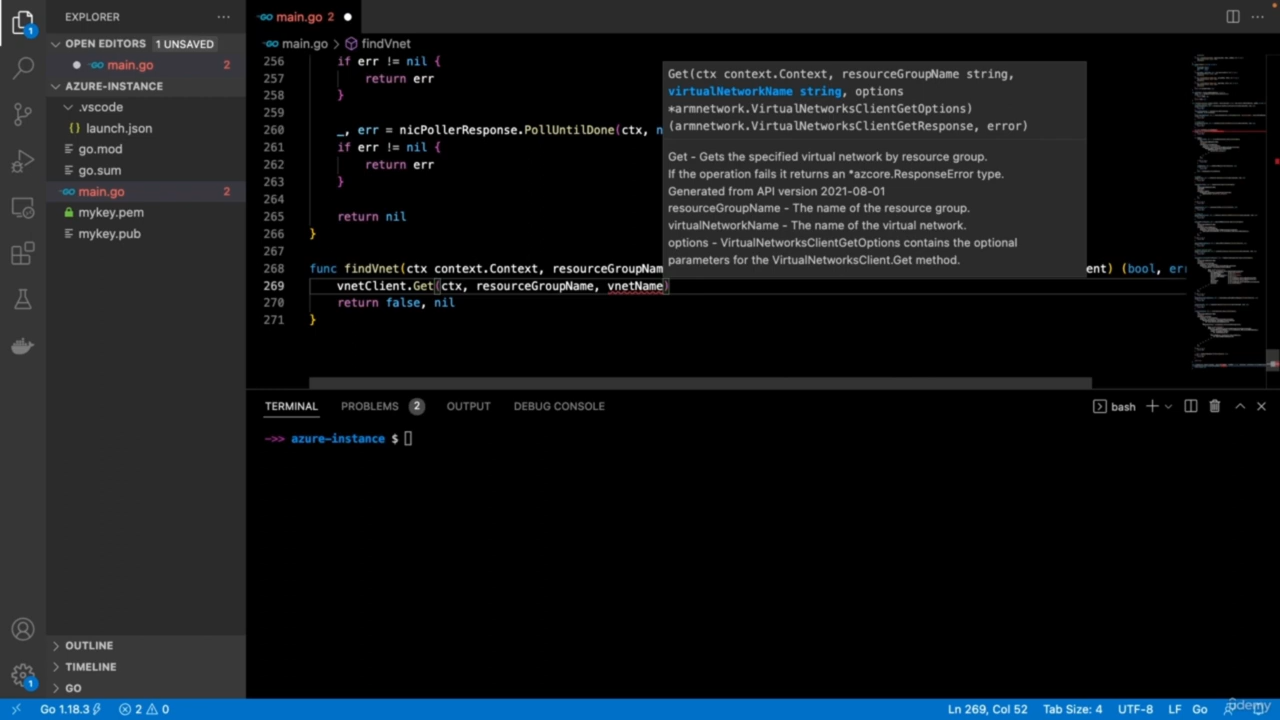 EXPLORER
OPEN EDITORS 1 UNSAVED
main.go 2
AZURE-INSTANCE
.vscode
launch.json
go.mod
go.sum
main.go 2
mykey.pem
mykey.pub
OUTLINE
TIMELINE
GO
main.go 2
main.go > findVnet
256 if err != nil {
257 return err
258 }
259
260 _, err = nicPollerResponse.PollUntilDone(ctx, n
261 if err != nil {
262 return err
263 }
264
265 return nil
266 }
267
268 func findVnet(ctx context.Context, resourceGroupName ent) (bool, err
269 vnetClient.Get(ctx, resourceGroupName, vnetName)
270 return false, nil
271 }
Get(ctx context.Context, resourceGroupName string,
virtualNetworkName string, options
*armnetwork.VirtualNetworksClientGetOptions)
(armnetwork.VirtualNetworksClientGetResponse, error)
Get - Gets the specified virtual network by resource group.
If the operation fails it returns an *azcore.ResponseError type.
Generated from API version 2021-08-01
resourceGroupName - The name of the resource group.
virtualNetworkName - The name of the virtual network.
options - VirtualNetworksClientGetOptions contains the optional
parameters for the VirtualNetworksClient.Get method.
TERMINAL PROBLEMS 2 OUTPUT DEBUG CONSOLE
bash
->> azure-instance $
1
1
Go 1.18.3 2 0
Ln 269, Col 52 Tab Size: 4 UTF-8 LF Go
udemy